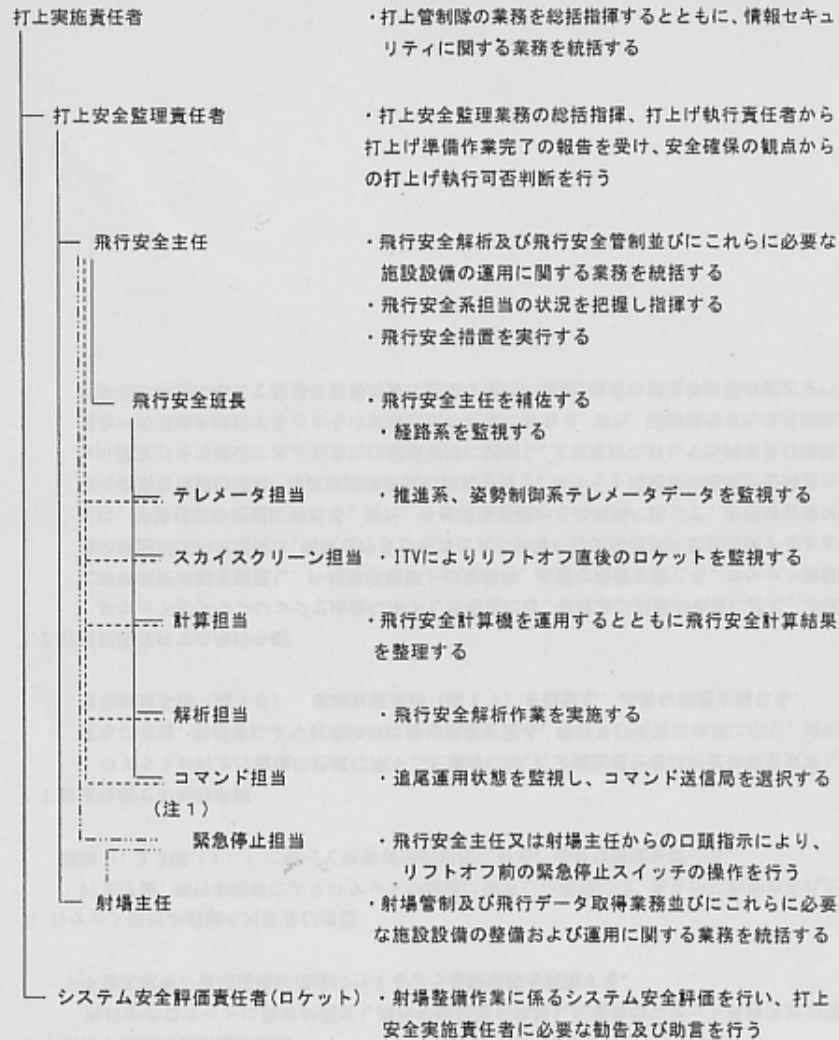 打上実施責任者
・打上管制隊の業務を総括指揮するとともに、情報セキュ
リティに関する業務を統括する
打上安全監理責任者
・打上安全監理業務の総括指揮、打上げ執行責任者から
打上げ準備作業完了の報告を受け、安全確保の観点から
の打上げ執行可否判断を行う
飛行安全主任
・飛行安全解析及び飛行安全管制並びにこれらに必要な
施設設備の運用に関する業務を統括する
・飛行安全系担当の状況を把握し指揮する
・飛行安全措置を実行する
飛行安全班長
・飛行安全主任を補佐する
・経路系を監視する
テレメータ担当
・推進系、姿勢制御系テレメータデータを監視する
スカイスクリーン担当
・ITVによりリフトオフ直後のロケットを監視する
計算担当
・飛行安全計算機を運用するとともに飛行安全計算結果
を整理する
解析担当
・飛行安全解析作業を実施する
コマンド担当
(注1)
・追尾運用状態を監視し、コマンド送信局を選択する
緊急停止担当
・飛行安全主任又は射場主任からの口頭指示により、
リフトオフ前の緊急停止スイッチの操作を行う
射場主任
・射場管制及び飛行データ取得業務並びにこれらに必要
な施設設備の整備および運用に関する業務を統括する
システム安全評価責任者(ロケット)
・射場整備作業に係るシステム安全評価を行い、打上
安全実施責任者に必要な勧告及び助言を行う